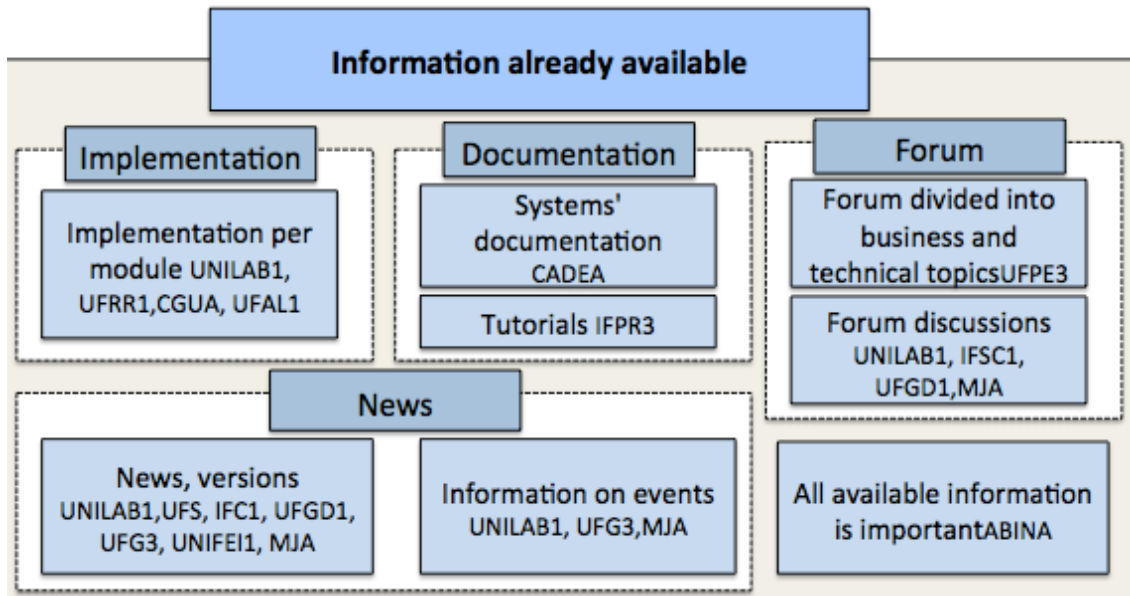 Information already available
Implementation
Implementation per
module UNILAB1,
UFRR1,CGUA, UFAL1
Documentation
Systems'
documentation
CADEA
Tutorials IFPR3
Forum
Forum divided into
business and
technical topicsUFPE3
Forum discussions
UNILAB1, IFSC1,
UFGD1,MJA
News
News, versions
UNILAB1,UFS, IFC1, UFGD1,
UFG3, UNIFEI1, MJA
Information on events
UNILAB1, UFG3,MJA
All available information
is importantABINA